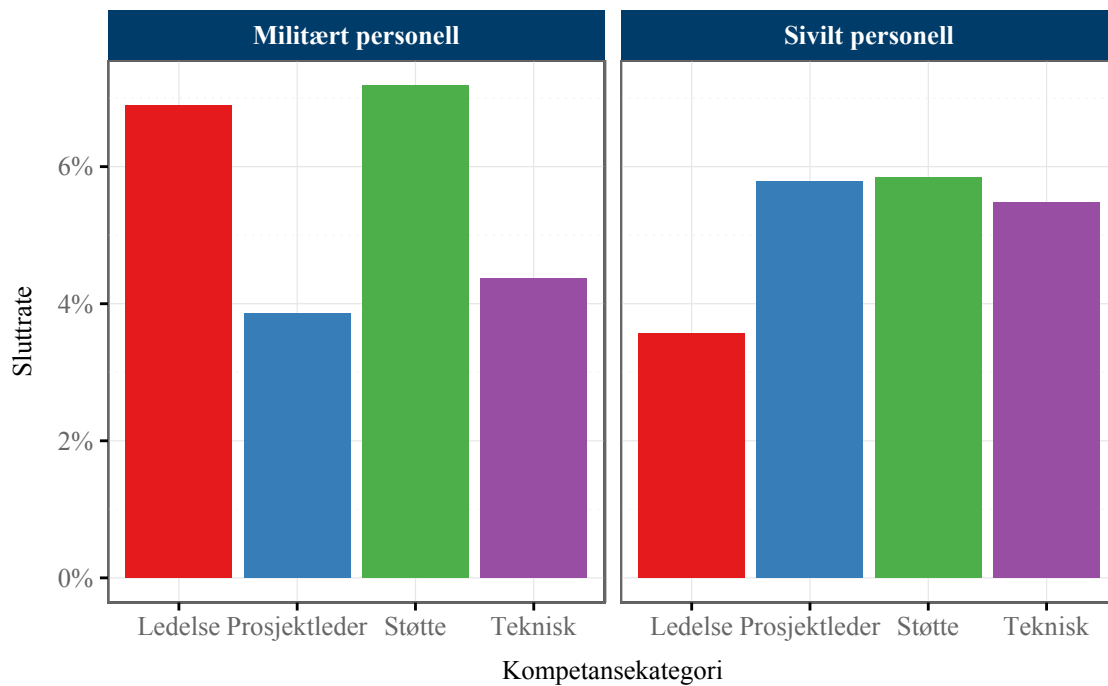 Militært personell
Sivilt personell
6%
4%
2%
0%
Sluttrate
Ledelse Prosjektleder Støtte Teknisk
Ledelse Prosjektleder Støtte Teknisk
Kompetansekategori